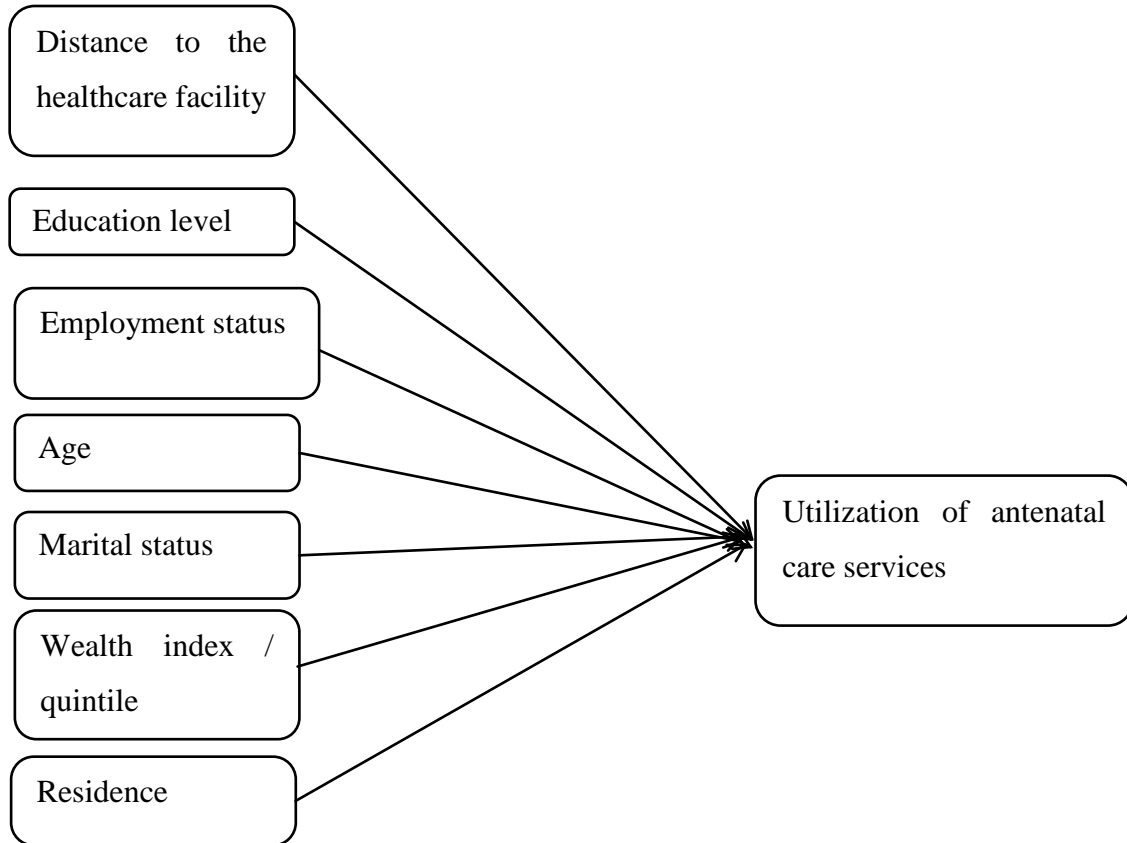 Distance to the
healthcare facility
Education level
Employment status
Age
Marital status
Wealth index /
quintile
Residence
Utilization of antenatal
care services